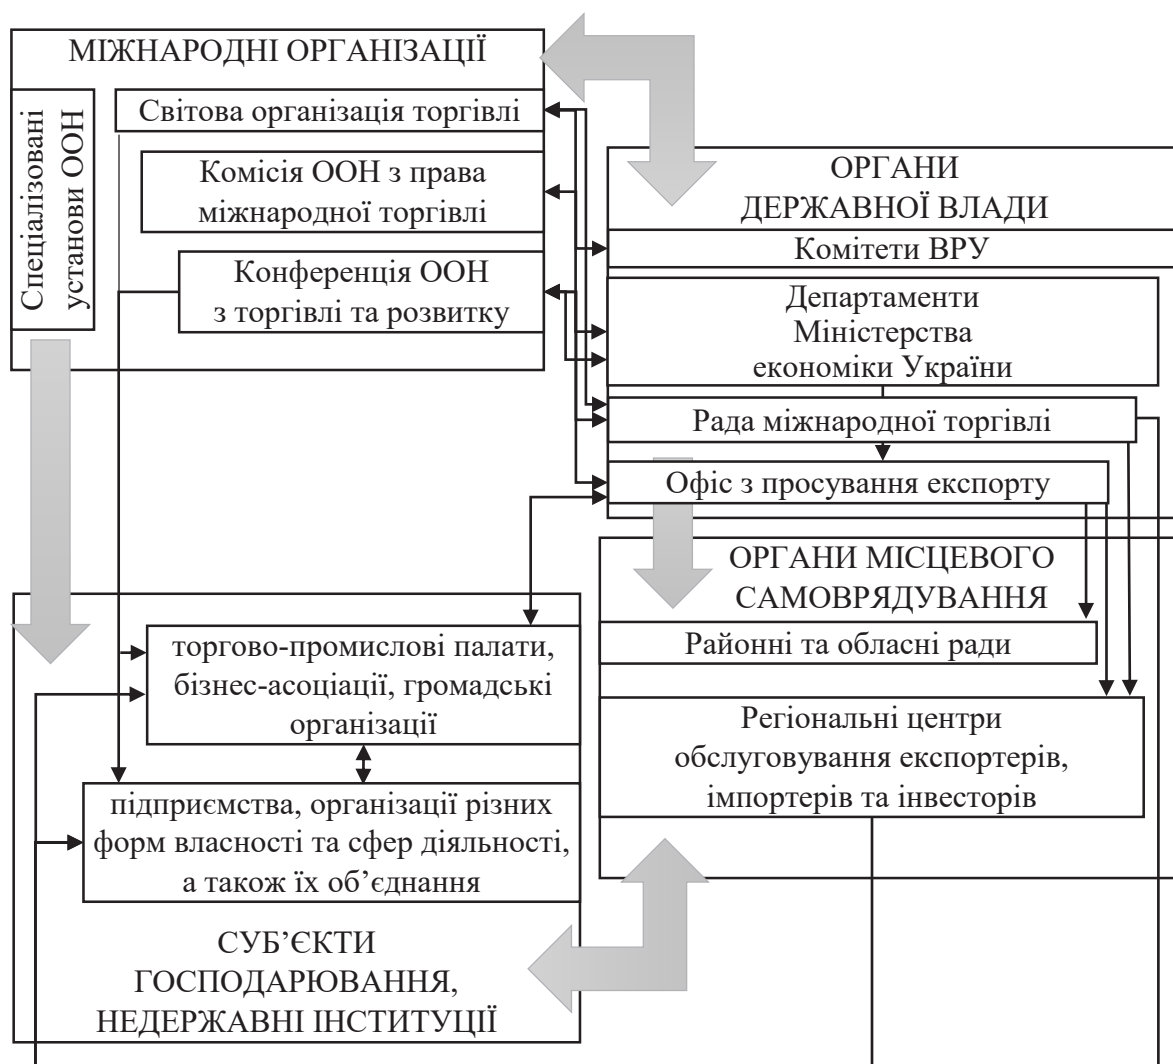 МІЖНАРОДНІ ОРГАНІЗАЦІЇ
Спеціалізовані
установи ООН
Світова організація торгівлі
Комісія ООН з права
міжнародної торгівлі
Конференція ООН
з торгівлі та розвитку
ОРГАНИ
ДЕРЖАВНОЇ ВЛАДИ
Комітети ВРУ
Департаменти
Міністерства
економіки України
Рада міжнародної торгівлі
Офіс з просування експорту
ОРГАНИ МІСЦЕВОГО
САМОВРЯДУВАННЯ
Районні та обласні ради
Регіональні центри
обслуговування експортерів,
імпортерів та інвесторів
торгово-промислові палати,
бізнес-асоціації, громадські
організації
підприємства, організації різних
форм власності та сфер діяльності,
а також їх об’єднання
СУБ’ЄКТИ
ГОСПОДАРЮВАННЯ,
НЕДЕРЖАВНІ ІНСТИТУЦІЇ